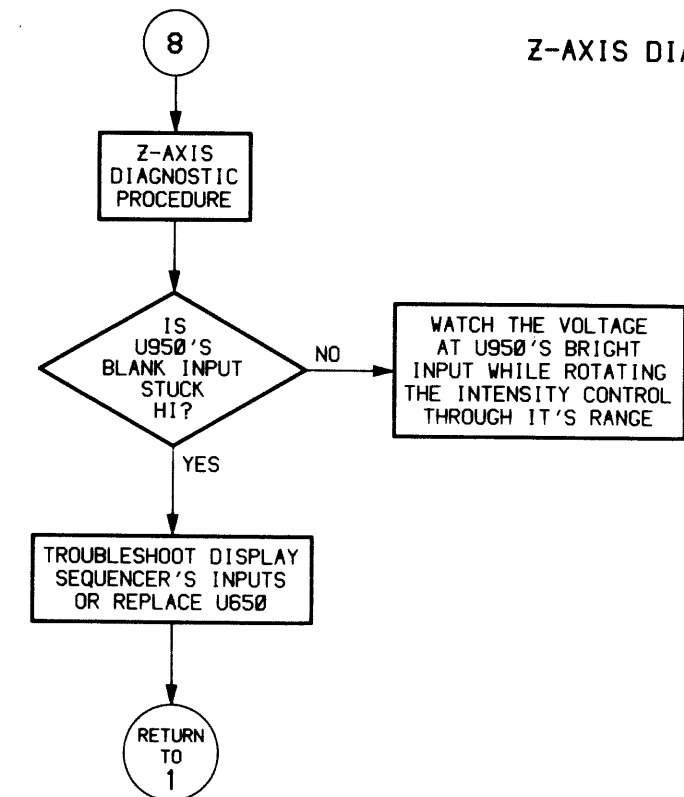 8
Z-AXIS
Z-AXIS
DIAGNOSTIC
PROCEDURE
IS
U950'S
BLANK INPUT
STUCK
HI?
NO
WATCH THE VOLTAGE
AT U950'S BRIGHT
INPUT WHILE ROTATING
THE INTENSITY CONTROL
THROUGH IT'S RANGE
YES
TROUBLESHOOT DISPLAY
SEQUENCER'S INPUTS
OR REPLACE U650
RETURN
TO
1